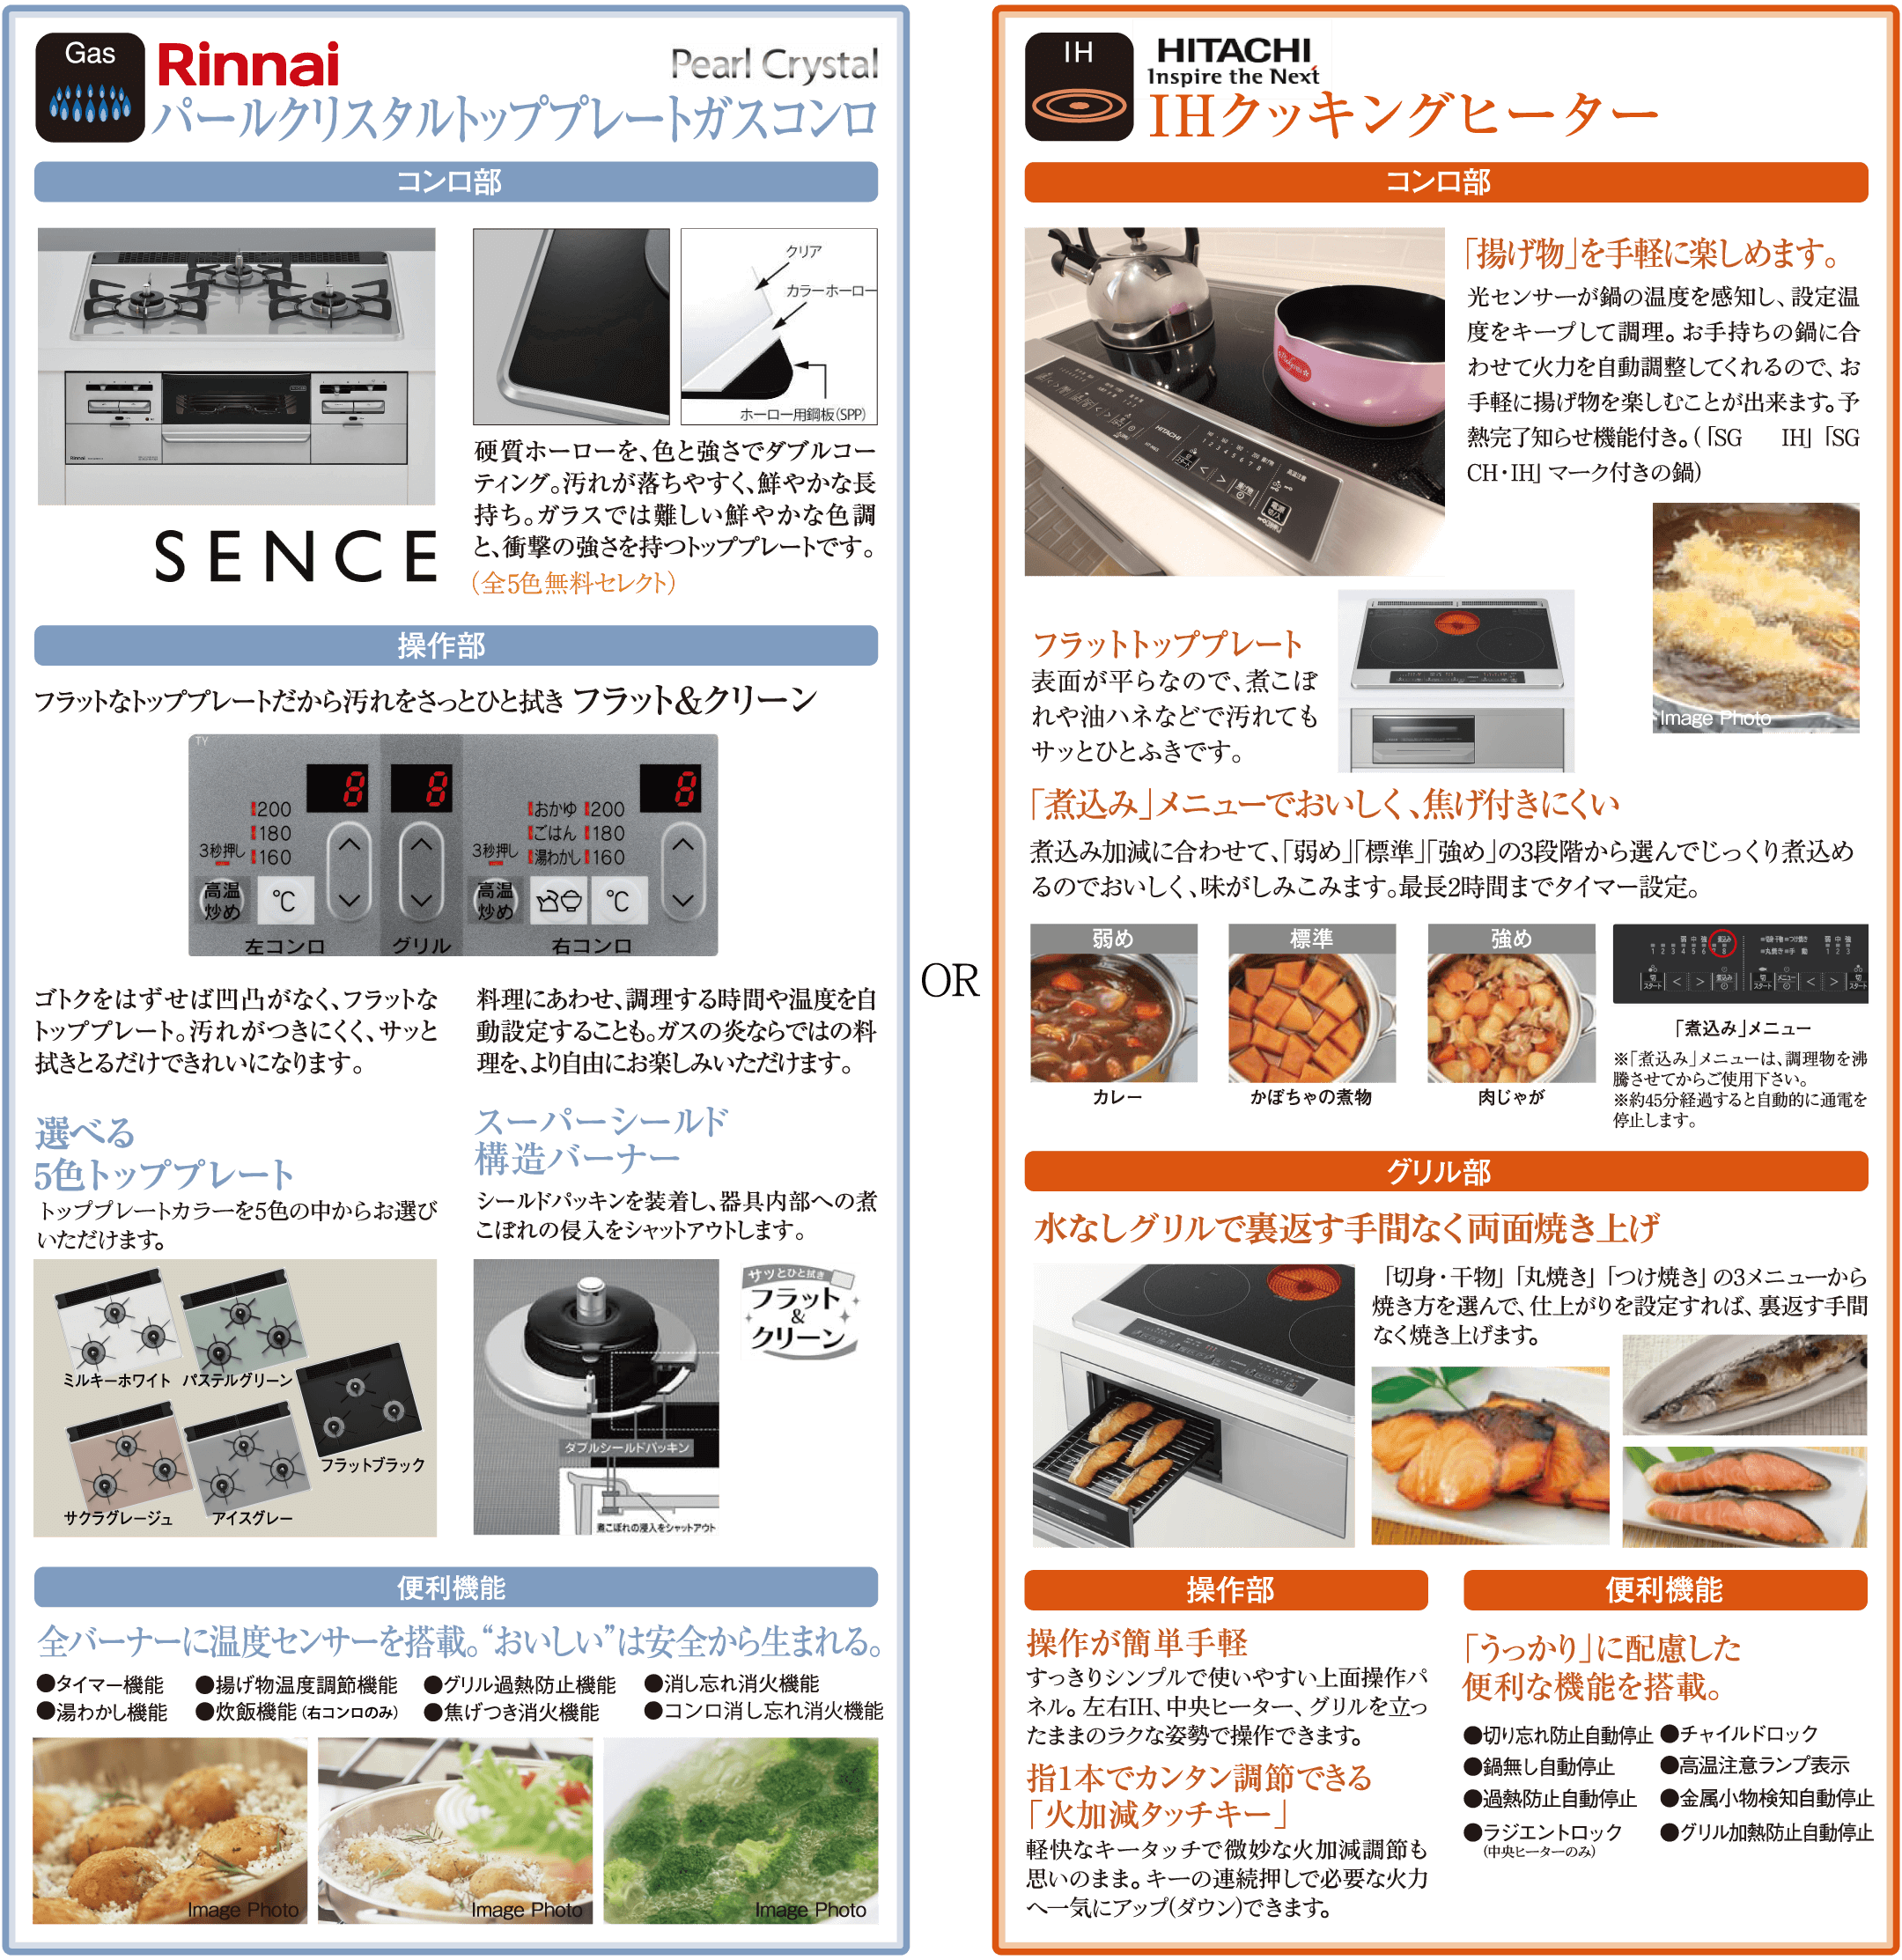 Gas
Rinnai
Pearl Crystal
パールクリスタルトッププレートガスコンロ
コンロ部
クリア
カラーホーロー
ホーロー用鋼板(SPP)
SENCE
硬質ホーローを、色と強さでダブルコー
ティング。汚れが落ちやすく、鮮やかな長
持ち。ガラスでは難しい鮮やかな色調
と、衝撃の強さを持つトッププレートです。
（全5色無料セレクト）
操作部
フラットなトッププレートだから汚れをさっとひと拭き フラット&クリーン
TY
8 8 8
200 おかゆ 200
180 ごはん 180
3秒押し 160 3秒押し 湯わかし 160
高温炒め ℃ 高温炒め ℃
左コンロ グリル 右コンロ
ゴトクをはずせば凹凸がなく、フラットな
トッププレート。汚れがつきにくく、サッと
拭きとるだけできれいになります。
料理にあわせ、調理する時間や温度を自
動設定することも。ガスの炎ならではの料
理を、より自由にお楽しみいただけます。
選べる
5色トッププレート
トッププレートカラーを5色の中からお選び
いただけます。
ミルキーホワイト パステルグリーン
フラットブラック
サクラグレージュ アイスグレー
スーパーシールド
構造バーナー
シールドパッキンを装着し、器具内部への煮
こぼれの侵入をシャットアウトします。
サッとひと拭き
フラット
&
クリーン
ダブルシールドパッキン
煮こぼれの浸入をシャットアウト
便利機能
全バーナーに温度センサーを搭載。“おいしい”は安全から生まれる。
●タイマー機能 ●揚げ物温度調節機能 ●グリル過熱防止機能 ●消し忘れ消火機能
●湯わかし機能 ●炊飯機能（右コンロのみ） ●焦げつき消火機能 ●コンロ消し忘れ消火機能
Image Photo Image Photo Image Photo
OR
IH
HITACHI
Inspire the Next
IHクッキングヒーター
コンロ部
「揚げ物」を手軽に楽しめます。
光センサーが鍋の温度を感知し、設定温
度をキープして調理。お手持ちの鍋に合
わせて火力を自動調整してくれるので、お
手軽に揚げ物を楽しむことが出来ます。予
熱完了知らせ機能付き。(「SG IH」「SG
CH・IH」マーク付きの鍋)
HITACHI
Image Photo
フラットトッププレート
表面が平らなので、煮こぼ
れや油ハネなどで汚れても
サッとひとふきです。
「煮込み」メニューでおいしく、焦げ付きにくい
煮込み加減に合わせて、「弱め」「標準」「強め」の3段階から選んでじっくり煮込め
るのでおいしく、味がしみこみます。最長2時間までタイマー設定。
弱め 標準 強め
カレー かぼちゃの煮物 肉じゃが
「煮込み」メニュー
※「煮込み」メニューは、調理物を沸
騰させてからご使用下さい。
※約45分経過すると自動的に通電を
停止します。
グリル部
水なしグリルで裏返す手間なく両面焼き上げ
「切身・干物」「丸焼き」「つけ焼き」の3メニューから
焼き方を選んで、仕上がりを設定すれば、裏返す手間
なく焼き上げます。
操作部
操作が簡単手軽
すっきりシンプルで使いやすい上面操作パ
ネル。左右IH、中央ヒーター、グリルを立っ
たままのラクな姿勢で操作できます。
指1本でカンタン調節できる
「火加減タッチキー」
軽快なキータッチで微妙な火加減調節も
思いのまま。キーの連続押しで必要な火力
へ一気にアップ(ダウン)できます。
便利機能
「うっかり」に配慮した
便利な機能を搭載。
●切り忘れ防止自動停止 ●チャイルドロック
●鍋無し自動停止 ●高温注意ランプ表示
●過熱防止自動停止 ●金属小物検知自動停止
●ラジエントロック ●グリル加熱防止自動停止
(中央ヒーターのみ)